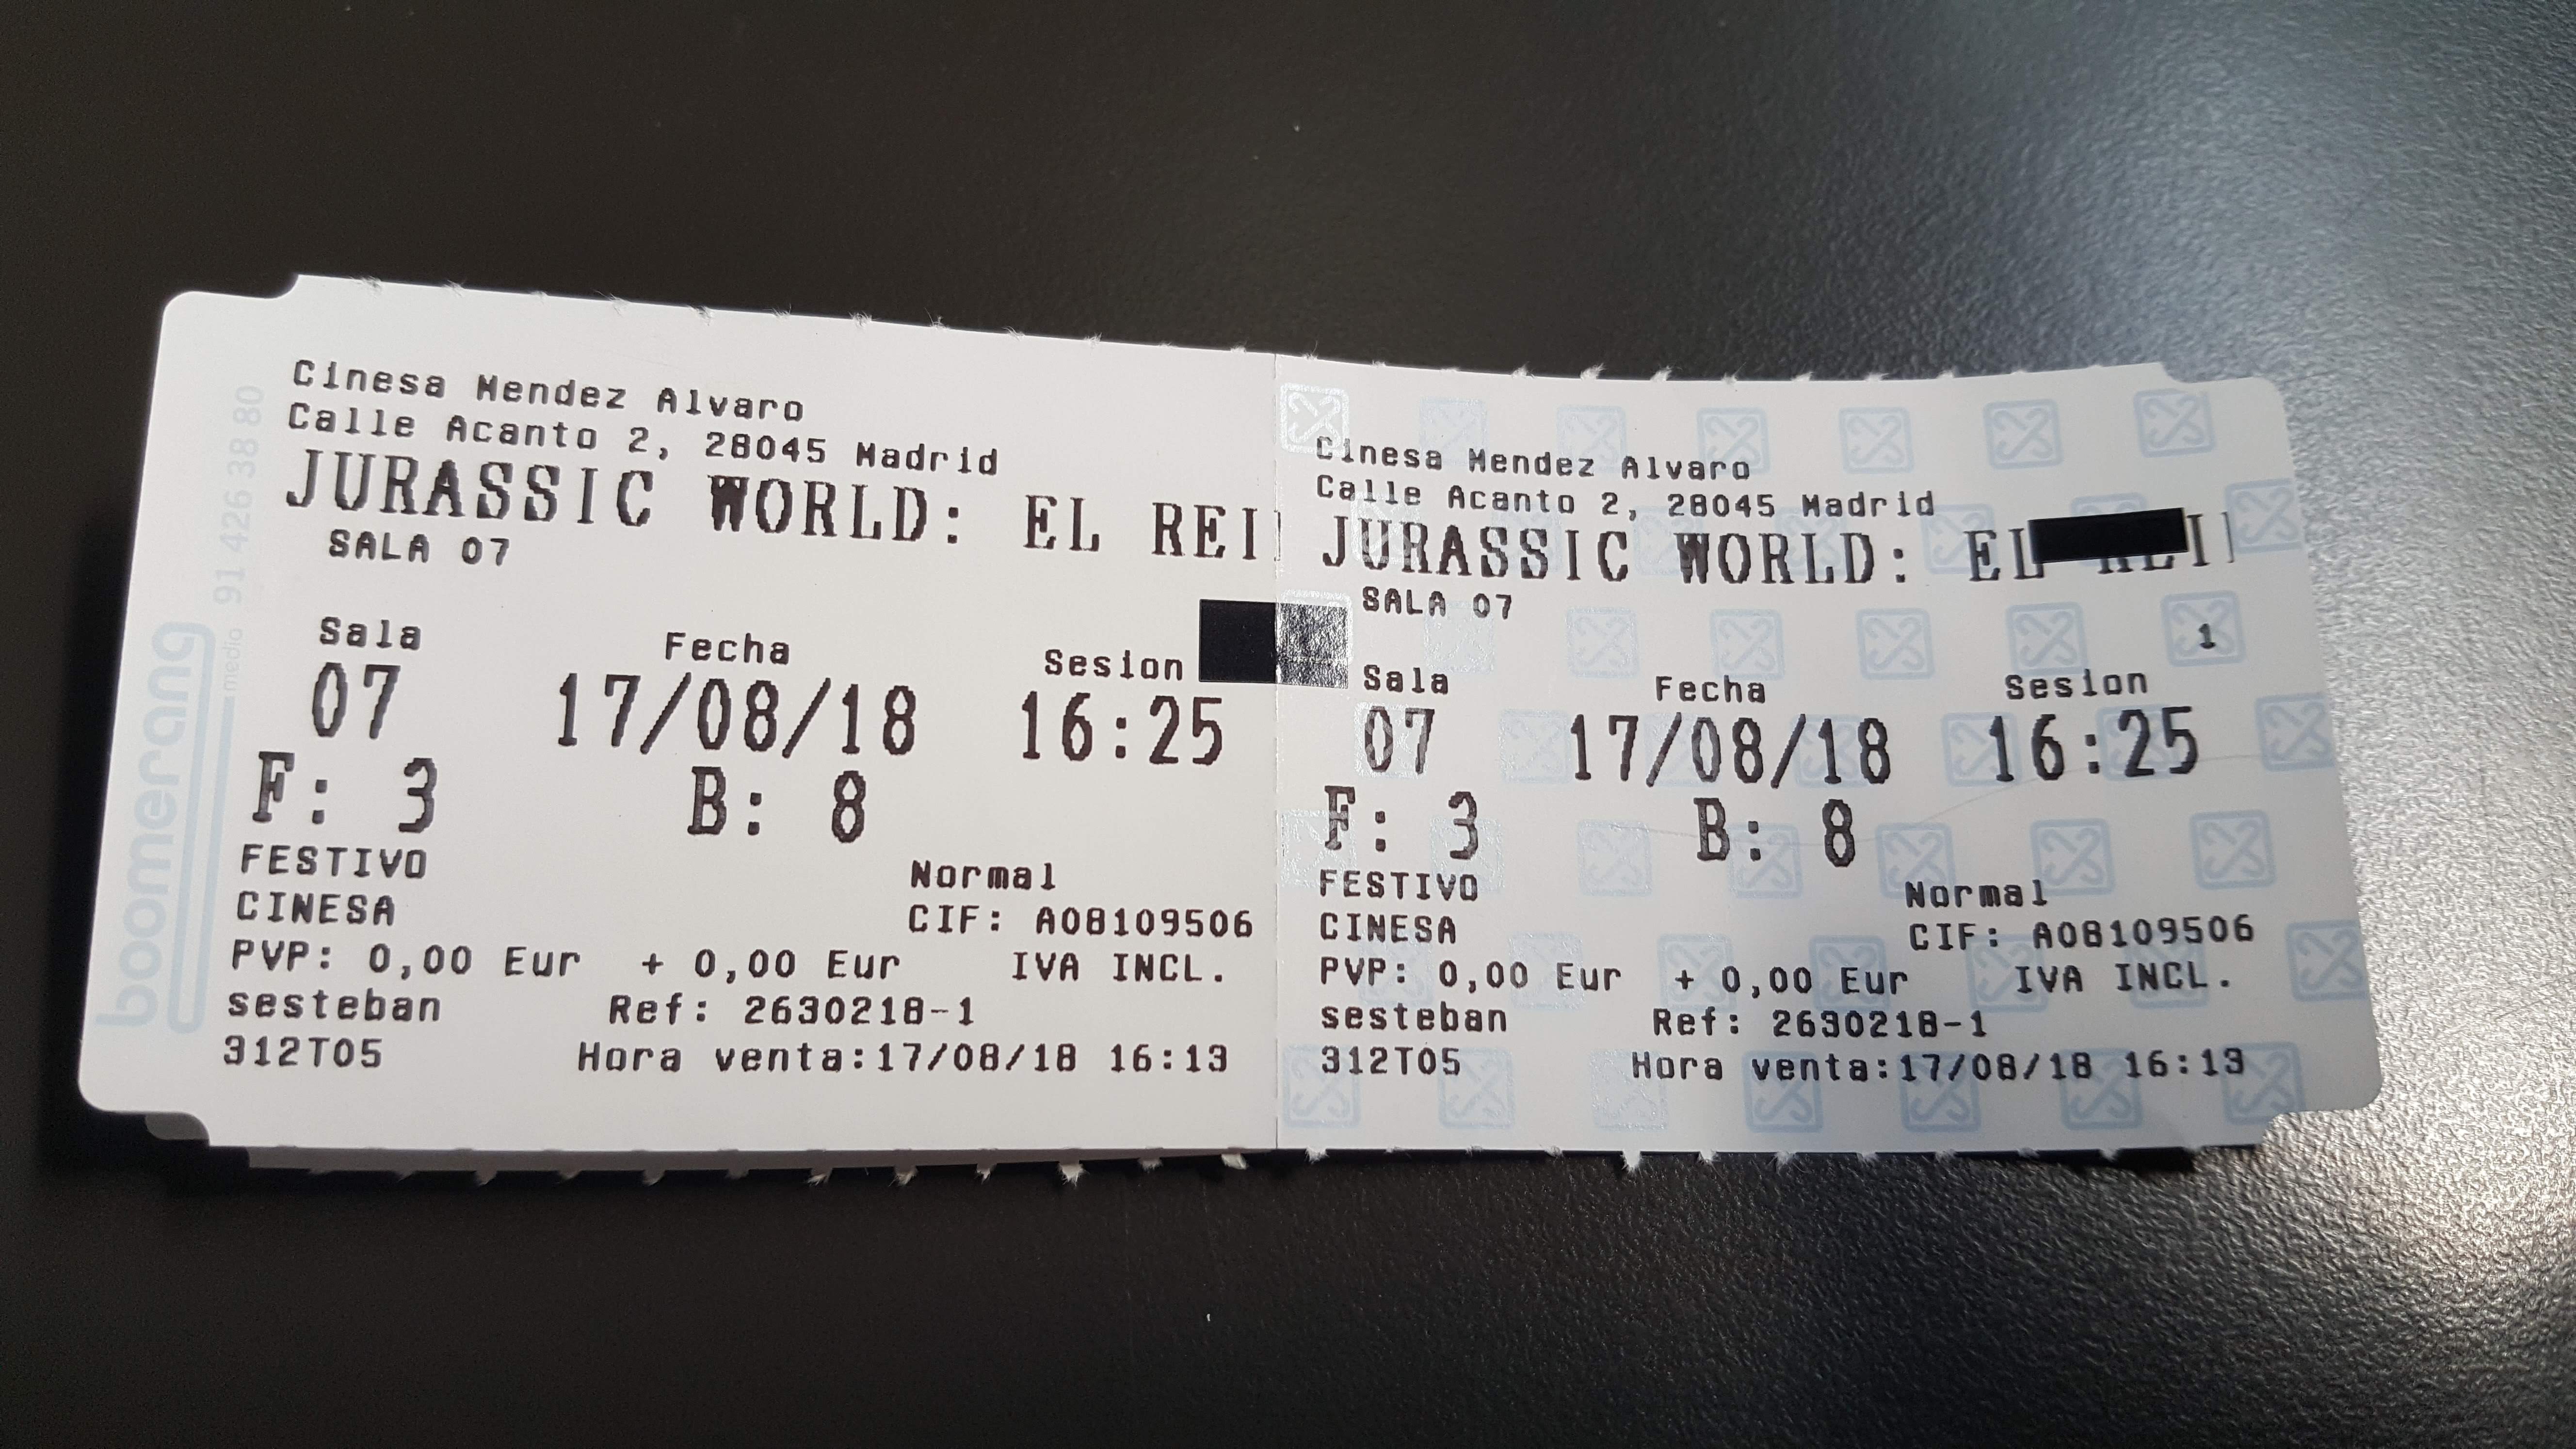 Cinesa Mendez Alvaro
Calle Acanto 2, 28045 Madrid
JURASSIC WORLD: EL REI
SALA 07
Sala Fecha Sesion
07 17/08/18 16:25
F: 3 B: 8
FESTIVO Normal
CINESA CIF: A08109506
PVP: 0,00 Eur + 0,00 Eur IVA INCL.
sesteban Ref: 2630218-1
312T05 Hora venta:17/08/18 16:13
boomerang
medio 91 426 38 80
Cinesa Mendez Alvaro
Calle Acanto 2, 28045 Madrid
JURASSIC WORLD: EL
SALA 07
1
Sala Fecha Sesion
07 17/08/18 16:25
F: 3 B: 8
FESTIVO Normal
CINESA CIF: A08109506
PVP: 0,00 Eur + 0,00 Eur IVA INCL.
sesteban Ref: 2630218-1
312T05 Hora venta:17/08/18 16:13